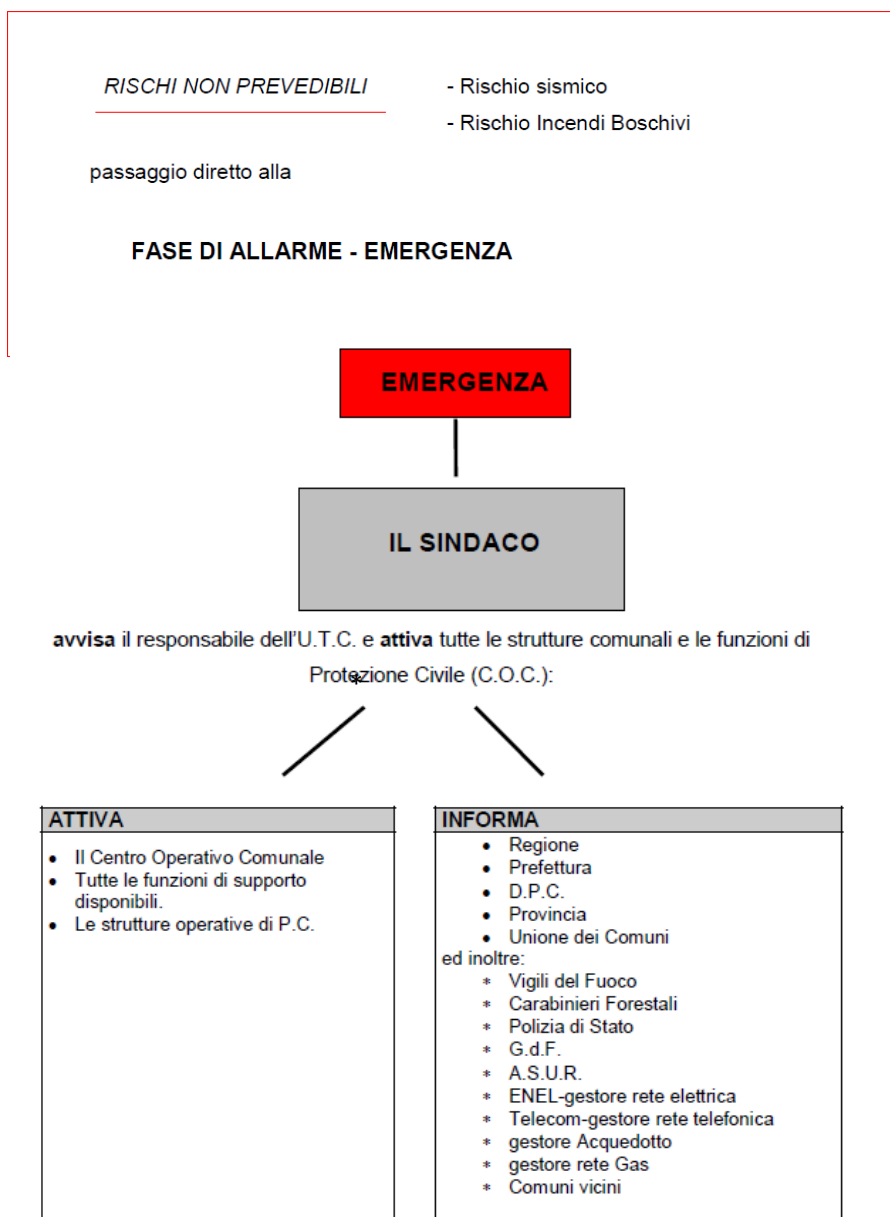 RISCHI NON PREVEDIBILI - Rischio sismico
- Rischio Incendi Boschivi
passaggio diretto alla
FASE DI ALLARME - EMERGENZA
EMERGENZA
IL SINDACO
avvisa il responsabile dell'U.T.C. e attiva tutte le strutture comunali e le funzioni di
Protezione Civile (C.O.C.):
*
ATTIVA
• Il Centro Operativo Comunale
• Tutte le funzioni di supporto
disponibili.
• Le strutture operative di P.C.
INFORMA
• Regione
• Prefettura
• D.P.C.
• Provincia
• Unione dei Comuni
ed inoltre:
* Vigili del Fuoco
* Carabinieri Forestali
* Polizia di Stato
* G.d.F.
* A.S.U.R.
* ENEL-gestore rete elettrica
* Telecom-gestore rete telefonica
* gestore Acquedotto
* gestore rete Gas
* Comuni vicini